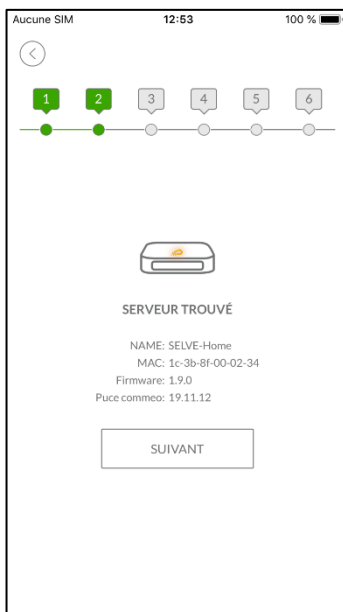 Aucune SIM 12:53 100 %
1 2 3 4 5 6
SERVEUR TROUVÉ
NAME: SELVE-Home
MAC: 1c-3b-8f-00-02-34
Firmware: 1.9.0
Puce commeo: 19.11.12
SUIVANT